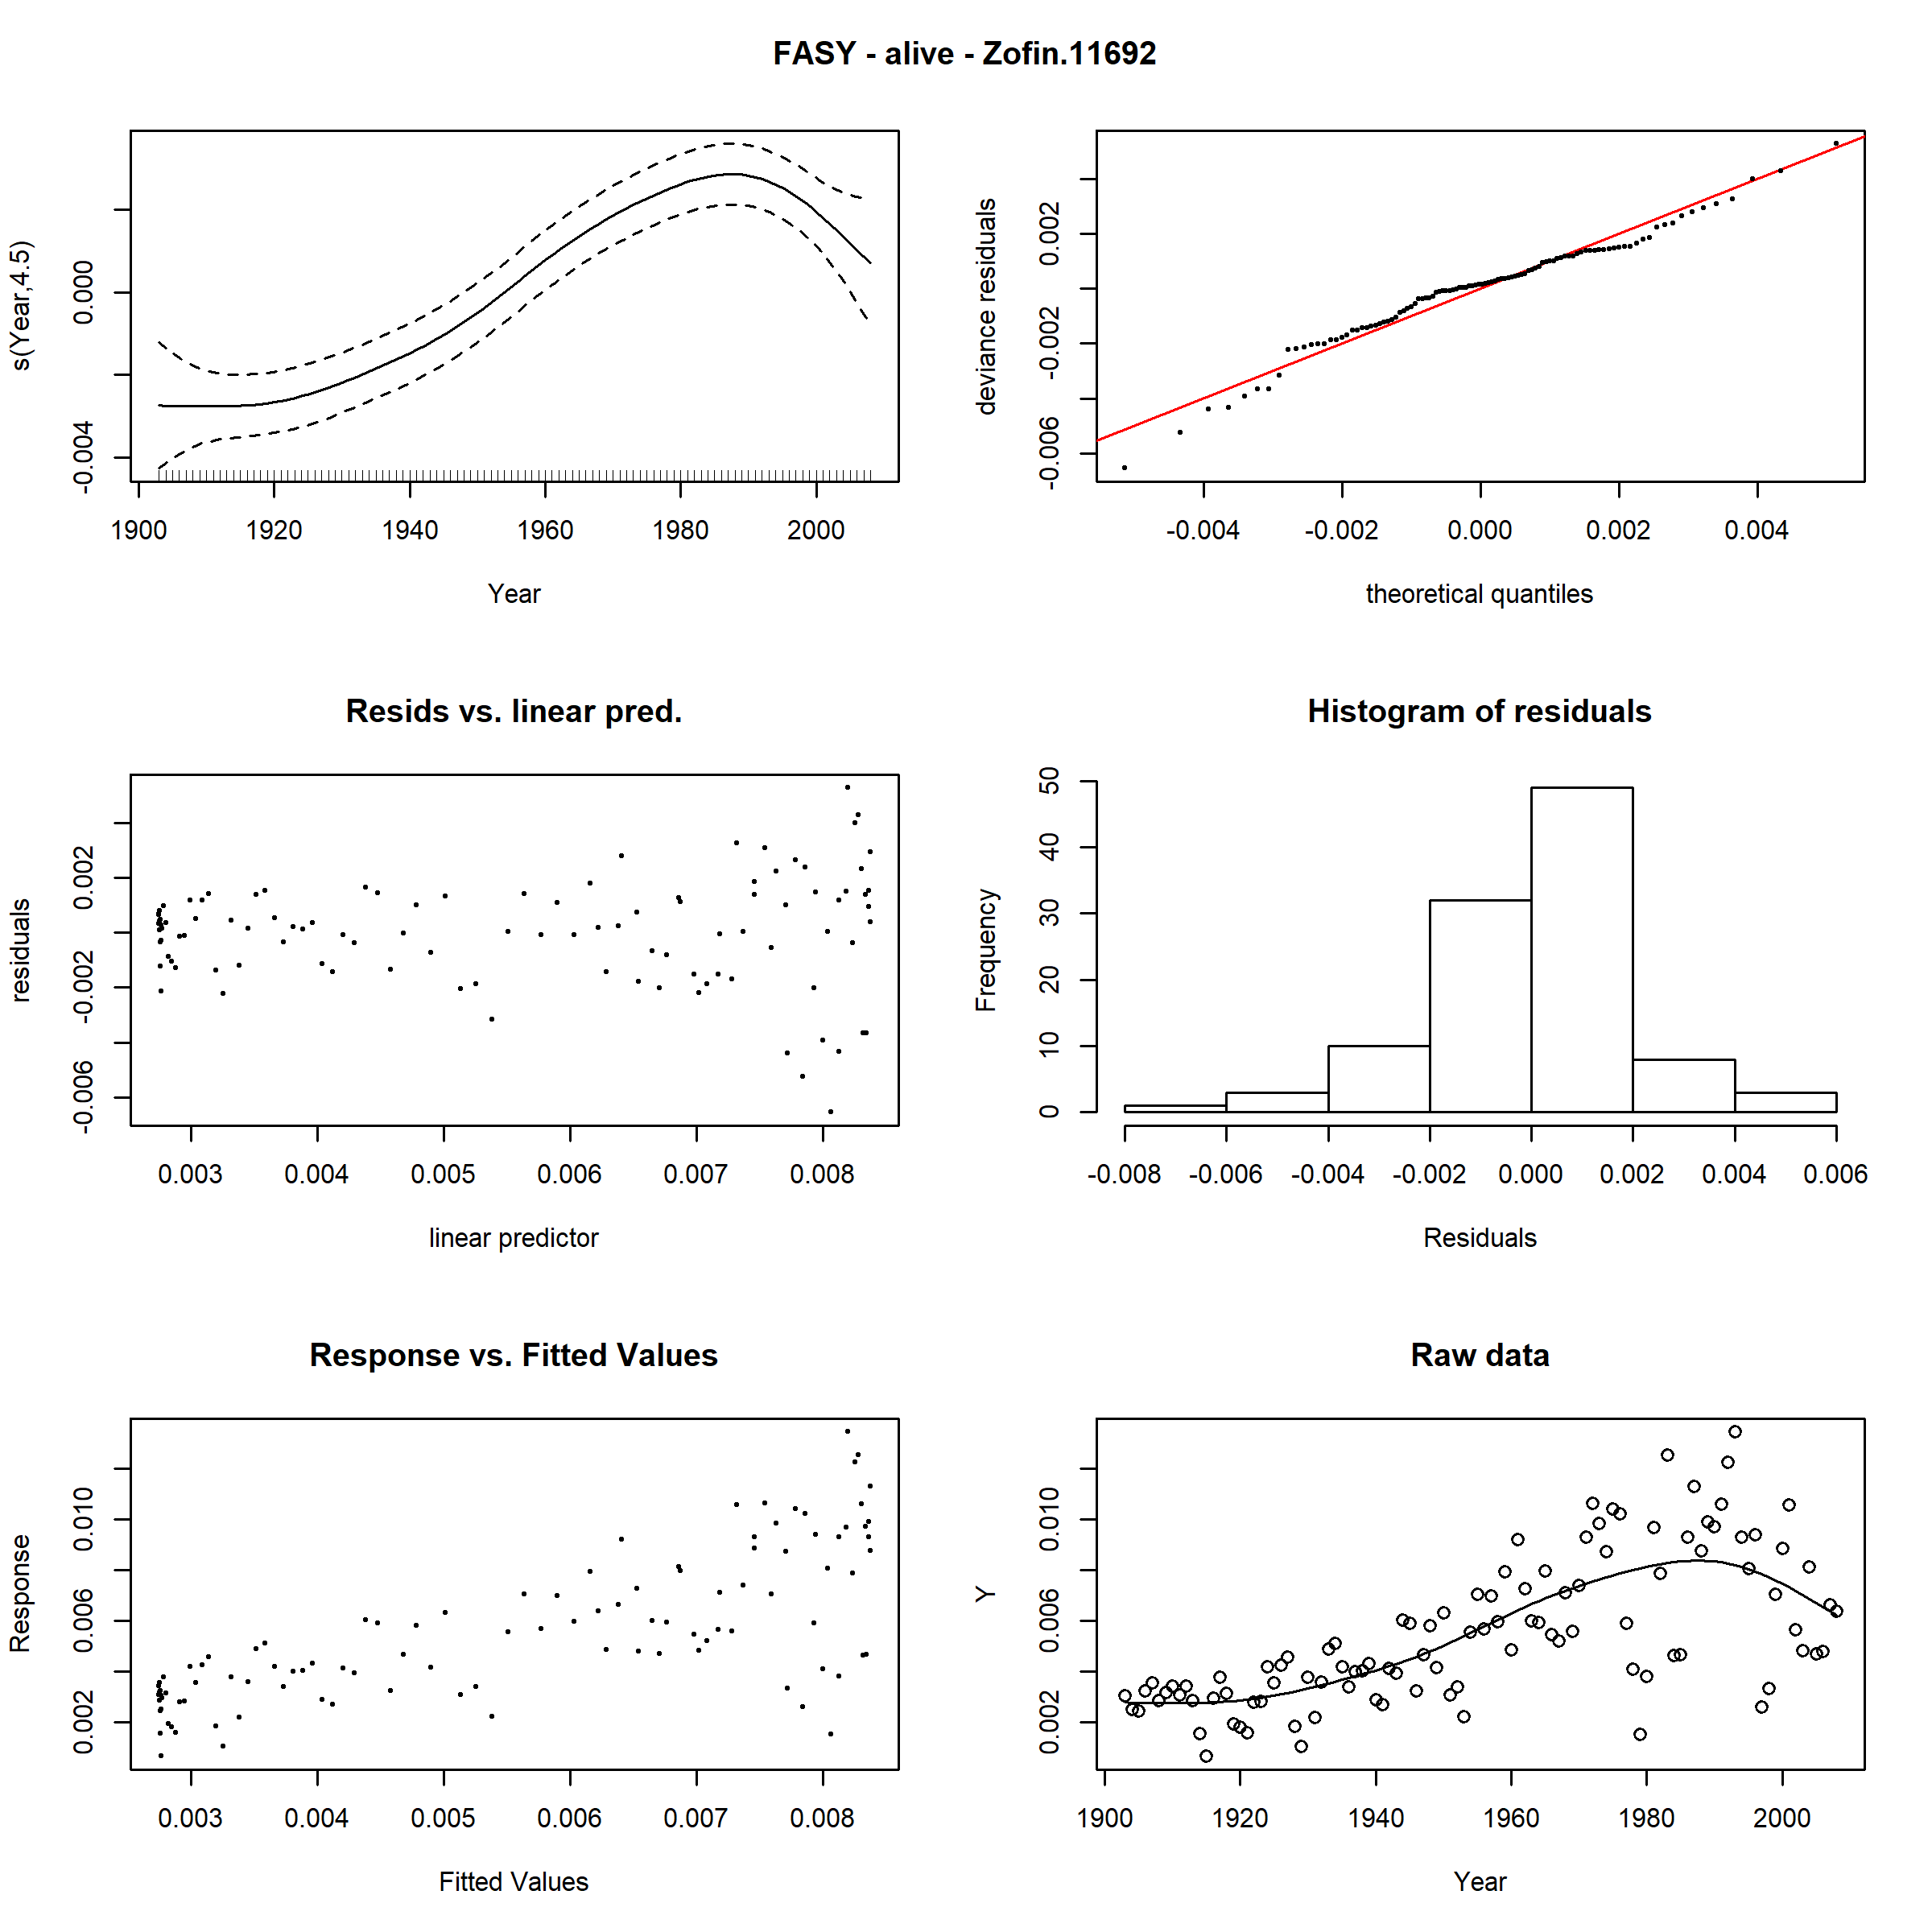 FASY - alive - Zofin.11692
s(Year,4.5)
-0.004 0.000
1900 1920 1940 1960 1980 2000
Year
deviance residuals
-0.006 -0.002 0.002
-0.004 -0.002 0.000 0.002 0.004
theoretical quantiles
Resids vs. linear pred.
residuals
-0.006 -0.002 0.002
0.003 0.004 0.005 0.006 0.007 0.008
linear predictor
Histogram of residuals
Frequency
0 10 20 30 40 50
-0.008 -0.006 -0.004 -0.002 0.000 0.002 0.004 0.006
Residuals
Response vs. Fitted Values
Response
0.002 0.006 0.010
0.003 0.004 0.005 0.006 0.007 0.008
Fitted Values
Raw data
Y
0.002 0.006 0.010
1900 1920 1940 1960 1980 2000
Year